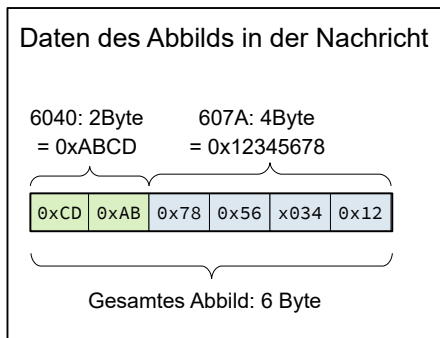 Daten des Abbilds in der Nachricht
6040: 2Byte
= 0xABCD
607A: 4Byte
= 0x12345678
0xCD 0xAB 0x78 0x56 x034 0x12
Gesamtes Abbild: 6 Byte